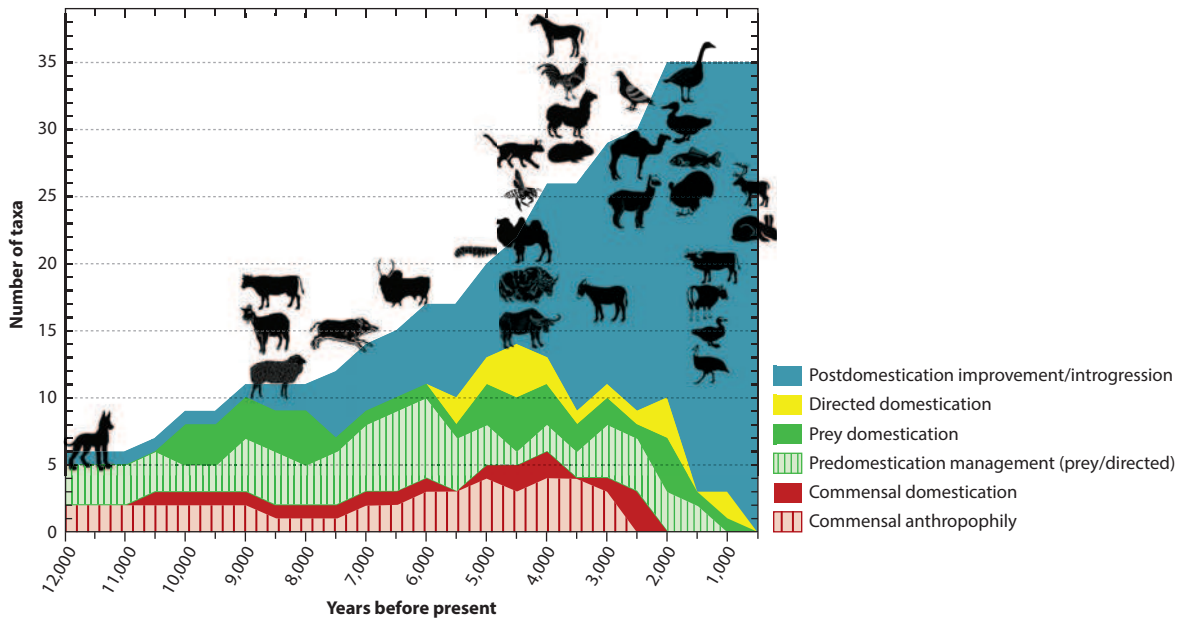 35
30
25
20
15
10
5
0
Number of taxa
12,000
11,000
10,000
9,000
8,000
7,000
6,000
5,000
4,000
3,000
2,000
1,000
Years before present
Postdomestication improvement/introgression
Directed domestication
Prey domestication
Predomestication management (prey/directed)
Commensal domestication
Commensal anthropophily